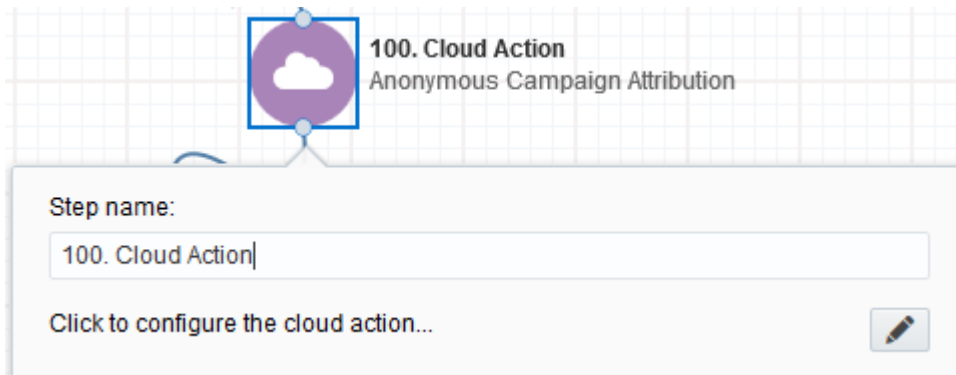 100. Cloud Action
Anonymous Campaign Attribution
Step name:
100. Cloud Action
Click to configure the cloud action...